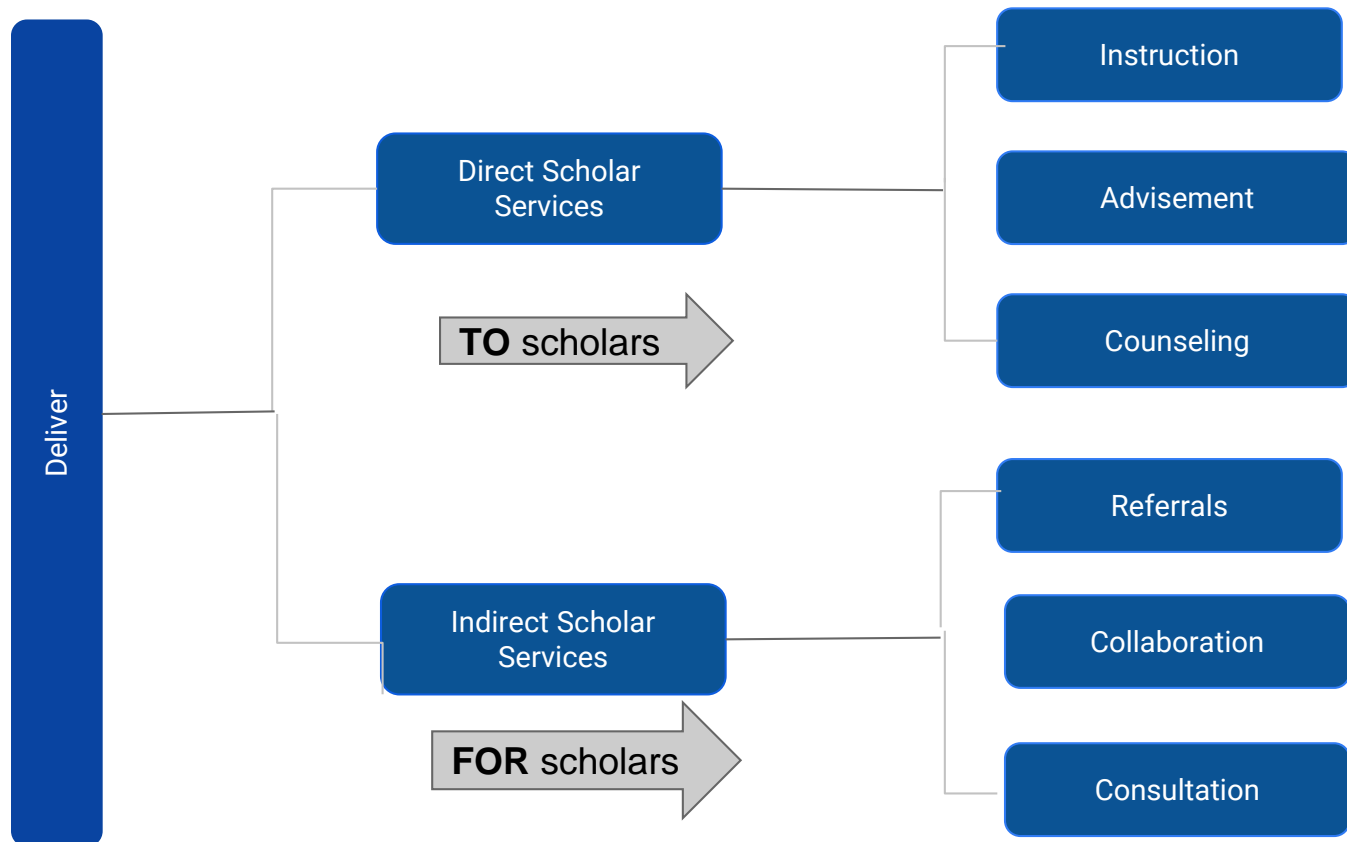 Deliver
Direct Scholar
Services
TO scholars
Instruction
Advisement
Counseling
Indirect Scholar
Services
FOR scholars
Referrals
Collaboration
Consultation